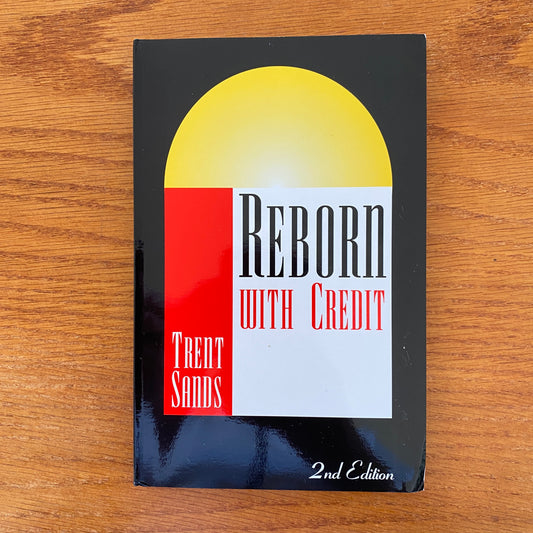 REBORN
WITH CREDIT
TRENT
SANDS
2nd Edition